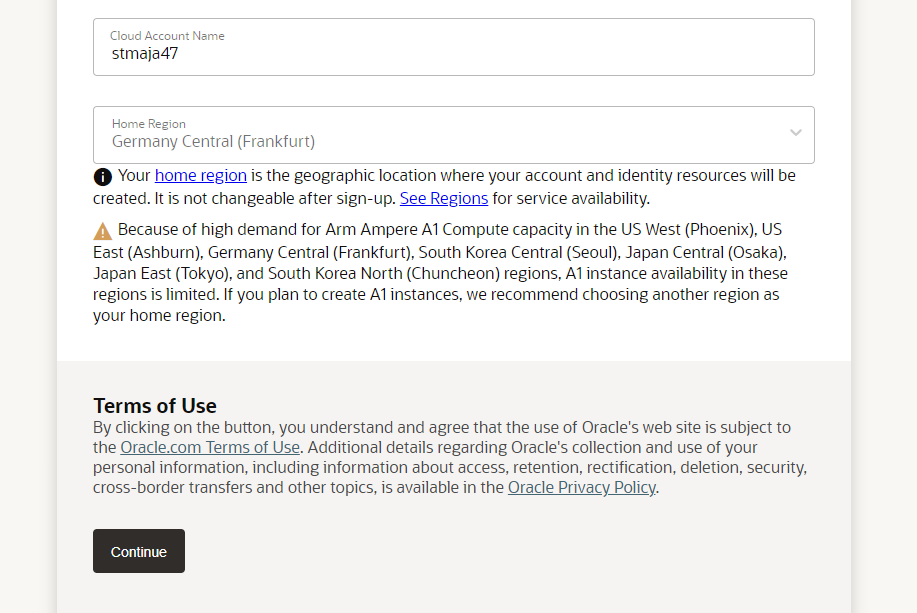 Cloud Account Name
stmaja47
Home Region
Germany Central (Frankfurt)
Your home region is the geographic location where your account and identity resources will be
created. It is not changeable after sign-up. See Regions for service availability.
Because of high demand for Arm Ampere A1 Compute capacity in the US West (Phoenix), US
East (Ashburn), Germany Central (Frankfurt), South Korea Central (Seoul), Japan Central (Osaka),
Japan East (Tokyo), and South Korea North (Chuncheon) regions, A1 instance availability in these
regions is limited. If you plan to create A1 instances, we recommend choosing another region as
your home region.
Terms of Use
By clicking on the button, you understand and agree that the use of Oracle's web site is subject to
the Oracle.com Terms of Use. Additional details regarding Oracle's collection and use of your
personal information, including information about access, retention, rectification, deletion, security,
cross-border transfers and other topics, is available in the Oracle Privacy Policy.
Continue